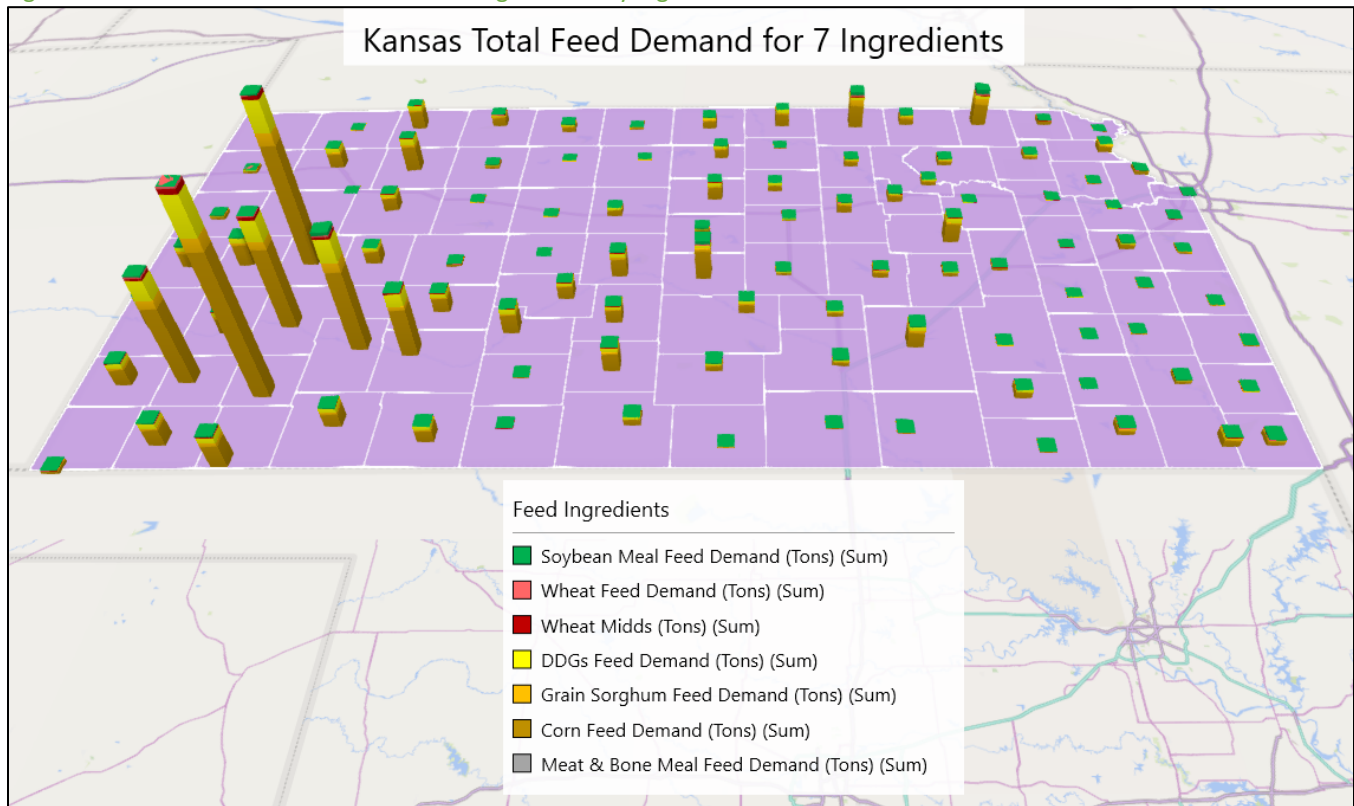 Kansas Total Feed Demand for 7 Ingredients
Feed Ingredients
Soybean Meal Feed Demand (Tons) (Sum)
Wheat Feed Demand (Tons) (Sum)
Wheat Midds (Tons) (Sum)
DDGs Feed Demand (Tons) (Sum)
Grain Sorghum Feed Demand (Tons) (Sum)
Corn Feed Demand (Tons) (Sum)
Meat & Bone Meal Feed Demand (Tons) (Sum)